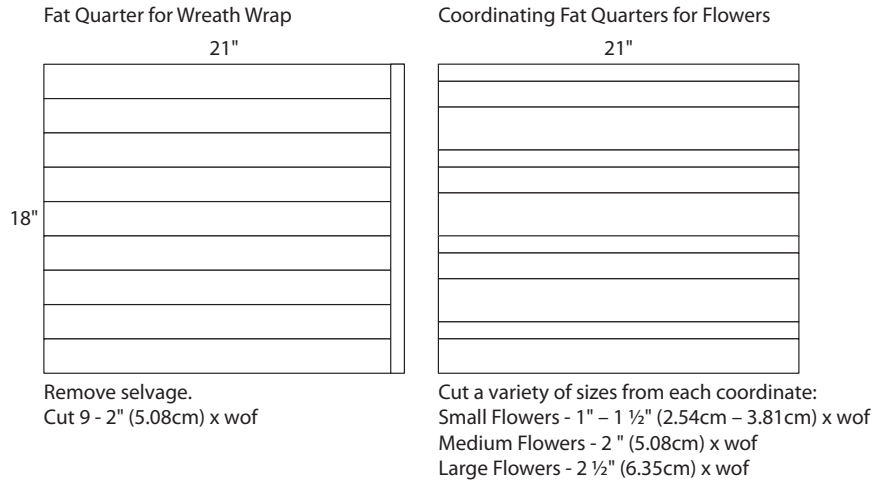 Fat Quarter for Wreath Wrap
21"
18"
Remove selvage.
Cut 9 - 2" (5.08cm) x wof
Coordinating Fat Quarters for Flowers
21"
Cut a variety of sizes from each coordinate:
Small Flowers - 1" – 1 ½" (2.54cm – 3.81cm) x wof
Medium Flowers - 2 " (5.08cm) x wof
Large Flowers - 2 ½" (6.35cm) x wof